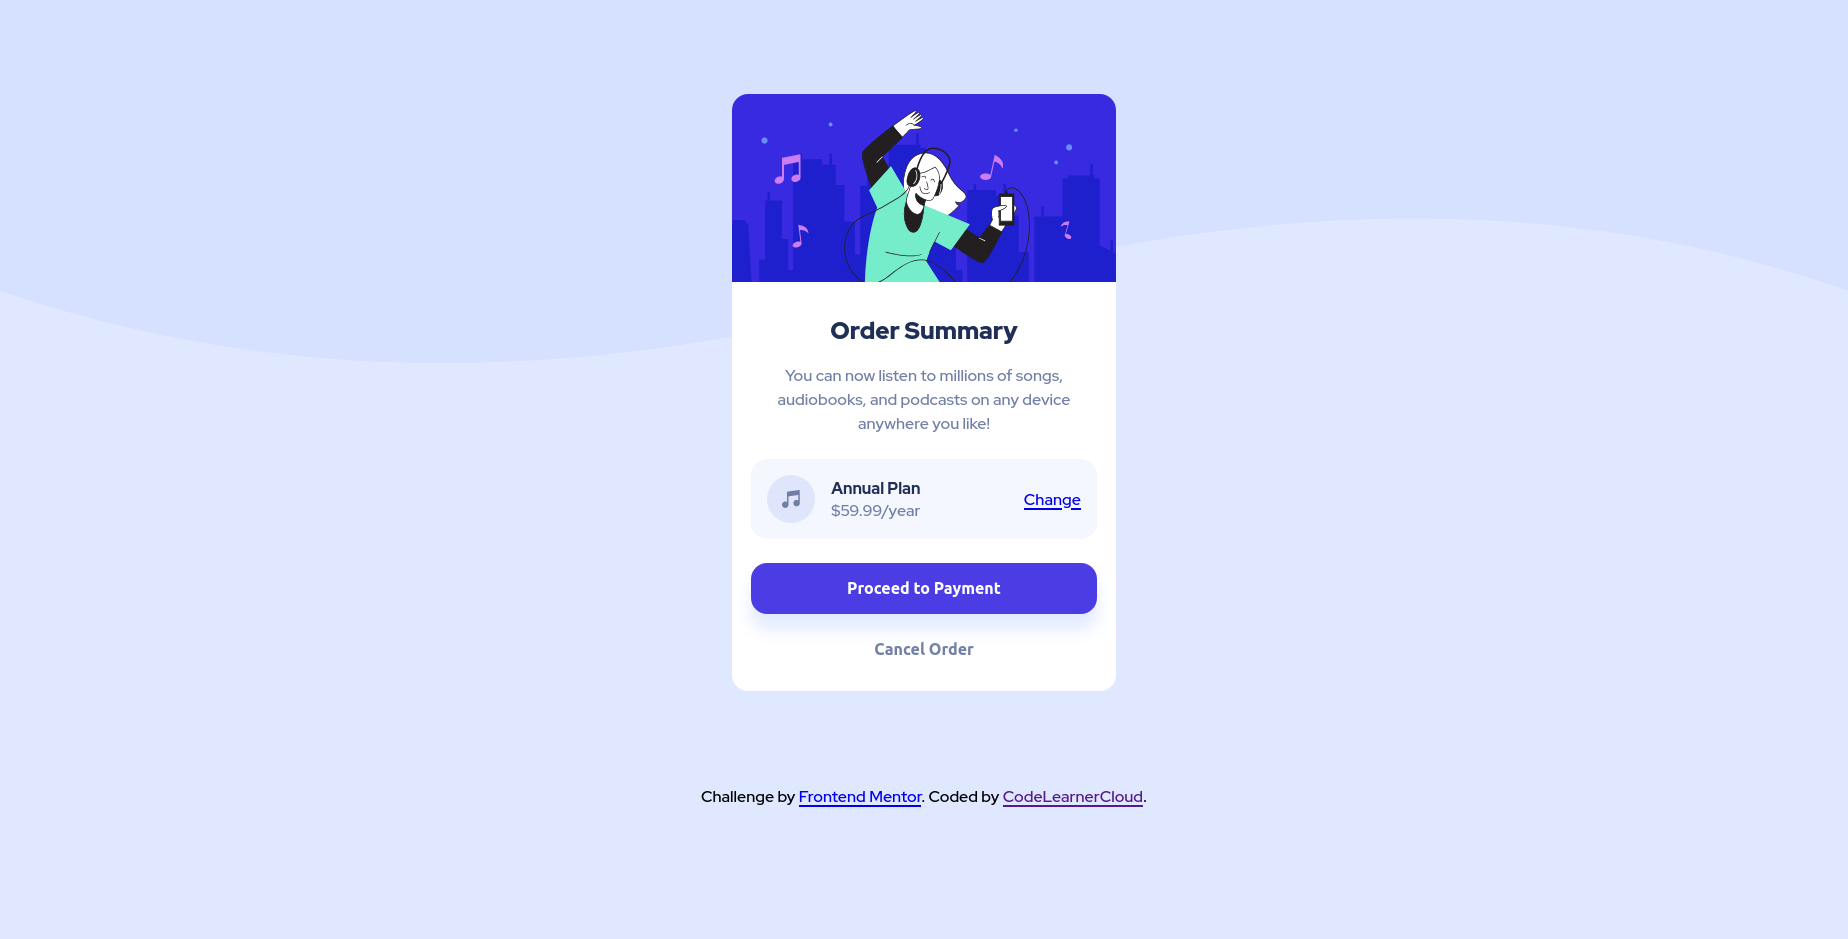 Order Summary
You can now listen to millions of songs,
audiobooks, and podcasts on any device
anywhere you like!
Annual Plan
$59.99/year
Change
Proceed to Payment
Cancel Order
Challenge by Frontend Mentor. Coded by CodeLearnerCloud.